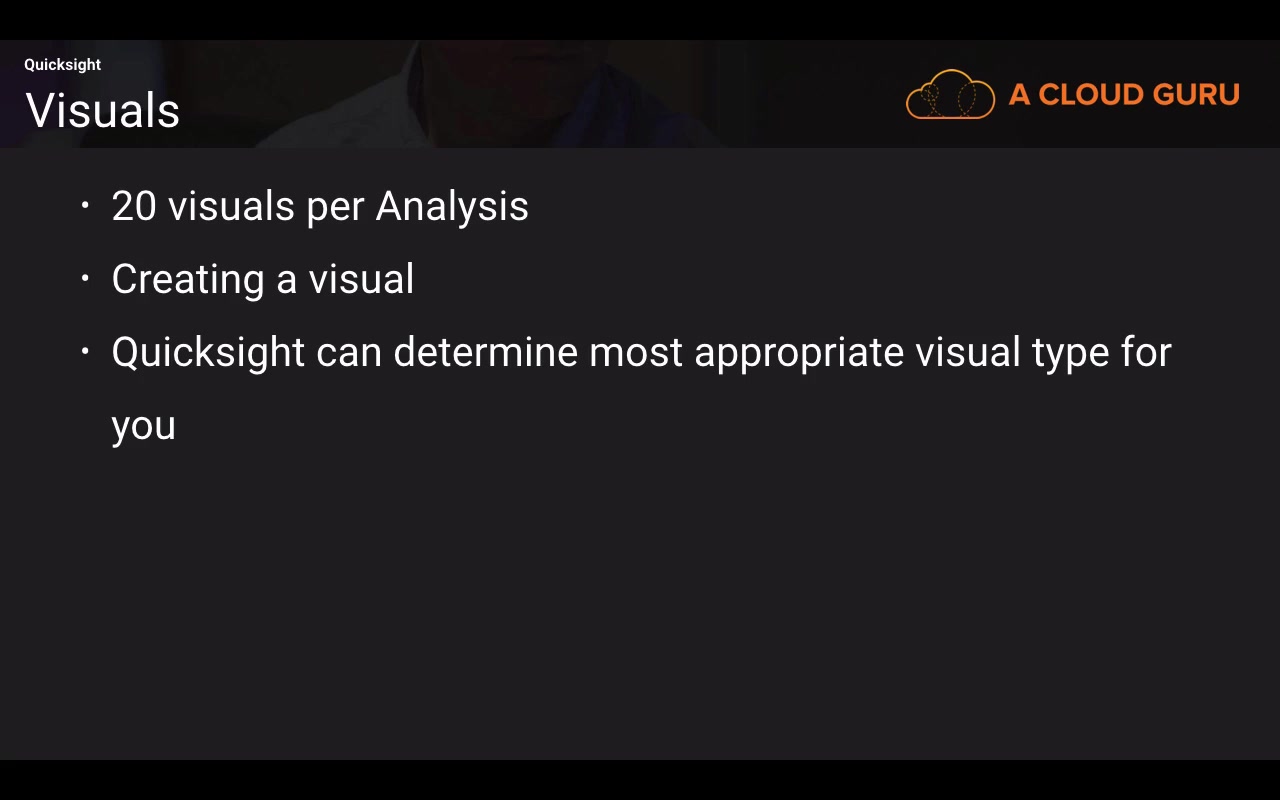 Quicksight
Visuals
A CLOUD GURU
• 20 visuals per Analysis
• Creating a visual
• Quicksight can determine most appropriate visual type for
you